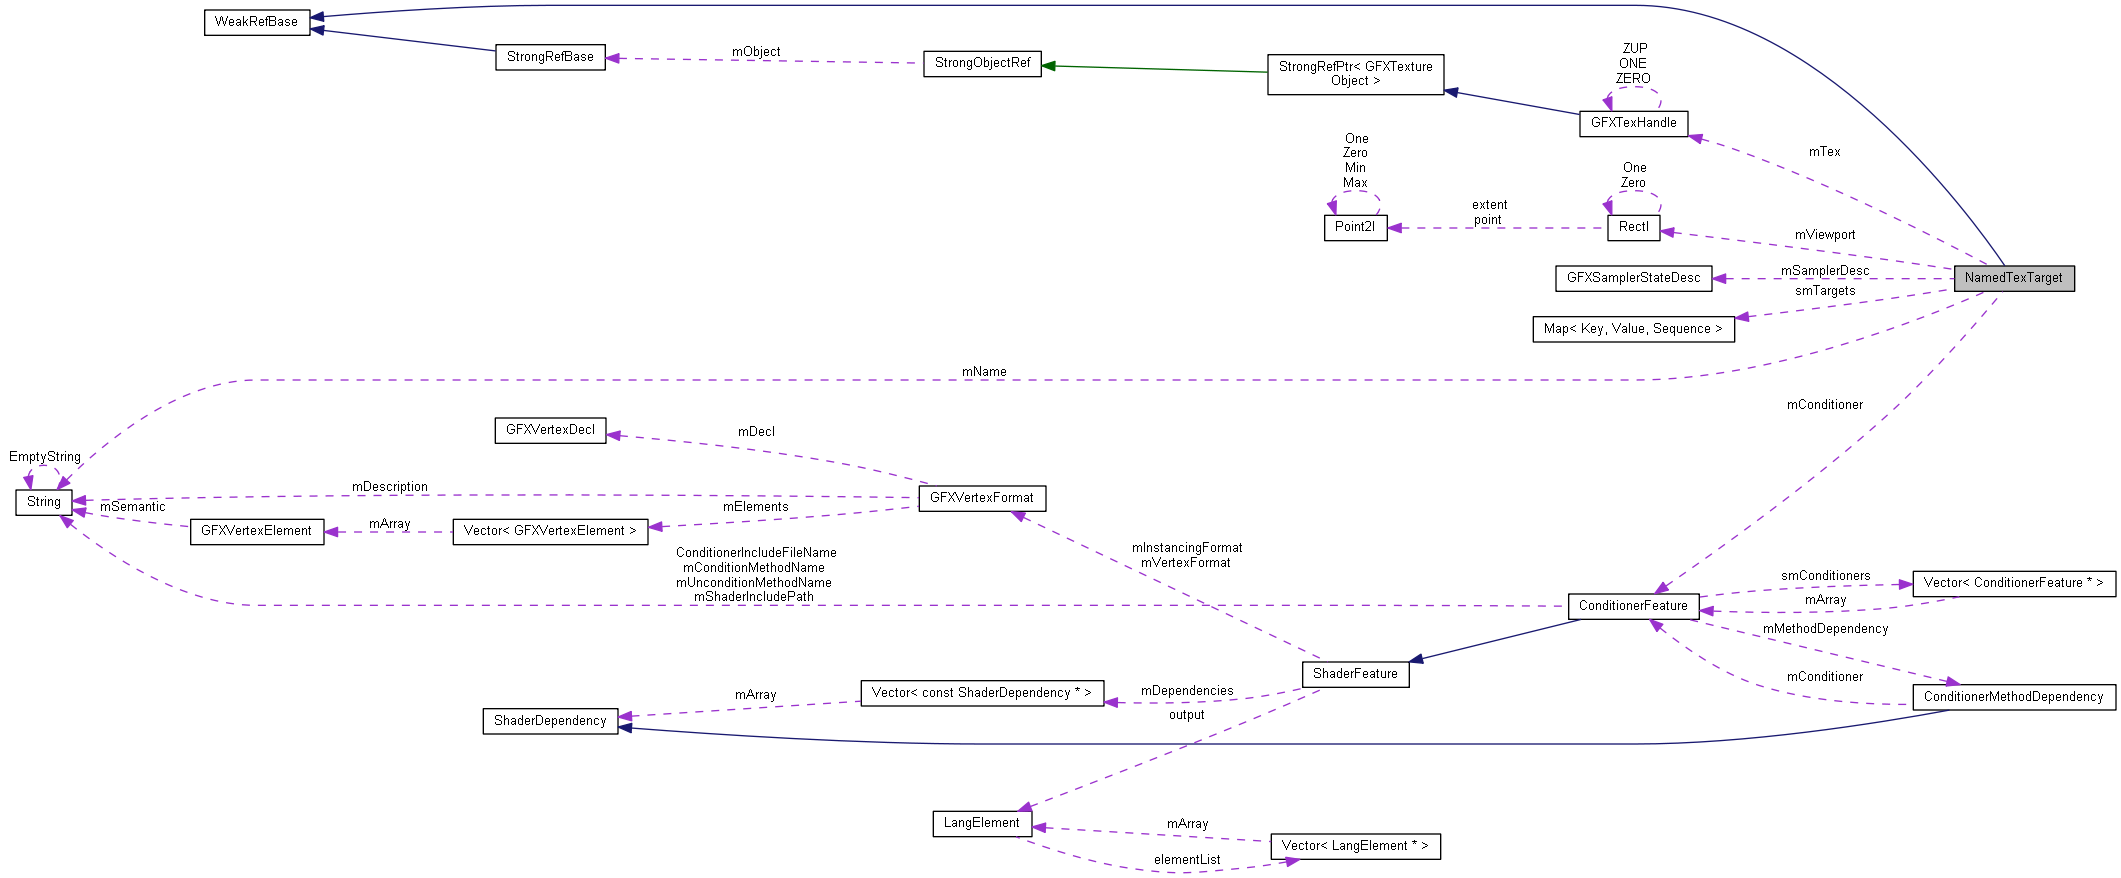 WeakRefBase
StrongRefBase
mObject
StrongObjectRef
StrongRefPtr< GFXTexture
Object >
ZUP
ONE
ZERO
GFXTexHandle
mTex
One
Zero
Min
Max
Point2I
extent
point
One
Zero
RectI
mViewport
GFXSamplerStateDesc
mSamplerDesc
smTargets
NamedTexTarget
Map< Key, Value, Sequence >
mName
mConditioner
GFXVertexDecl
mDecl
EmptyString
String
mDescription
mSemantic
GFXVertexElement
mArray
Vector< GFXVertexElement >
mElements
GFXVertexFormat
mInstancingFormat
mVertexFormat
ConditionerIncludeFileName
mConditionMethodName
mUnconditionMethodName
mShaderIncludePath
ConditionerFeature
smConditioners
mArray
Vector< ConditionerFeature * >
mMethodDependency
mConditioner
ConditionerMethodDependency
ShaderFeature
mDependencies
output
Vector< const ShaderDependency * >
mArray
ShaderDependency
LangElement
mArray
elementList
Vector< LangElement * >